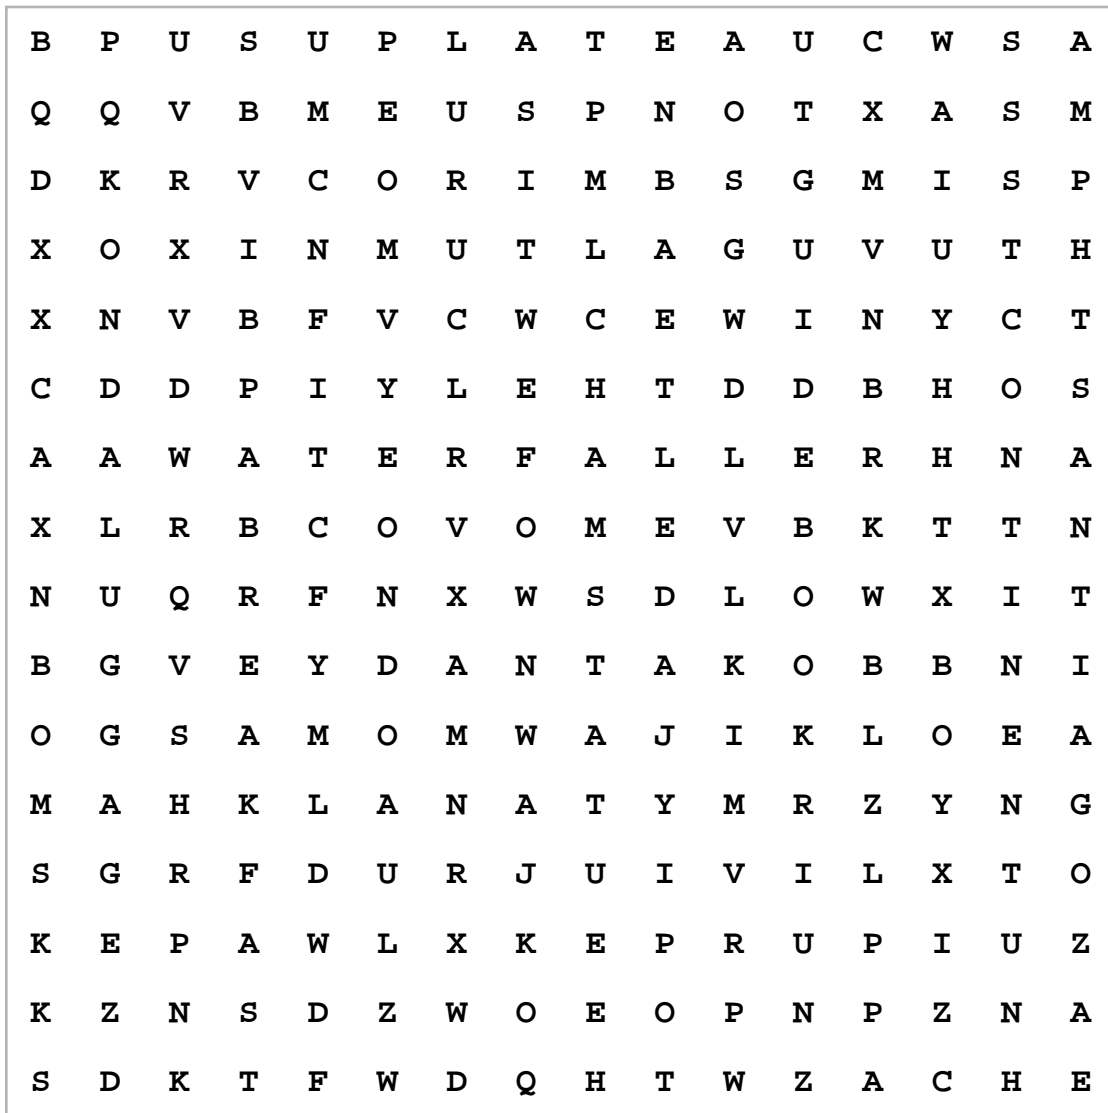 B P U S U P L A T E A U C W S A
Q Q V B M E U S P N O T X A S M
D K R V C O R I M B S G M I S P
X O X I N M U T L A G U V U T H
X N V B F V C W C E W I N Y C T
C D D P I Y L E H T D D B H O S
A A W A T E R F A L L E R H N A
X L R B C O V O M E V B K T T N
N U Q R F N X W S D L O W X I T
B G V E Y D A N T A K O B B N I
O G S A M O M W A J I K L O E A
M A H K L A N A T Y M R Z Y N G
S G R F D U R J U I V I L X T O
K E P A W L X K E P R U P I U Z
K Z N S D Z W O E O P N P Z N A
S D K T F W D Q H T W Z A C H E